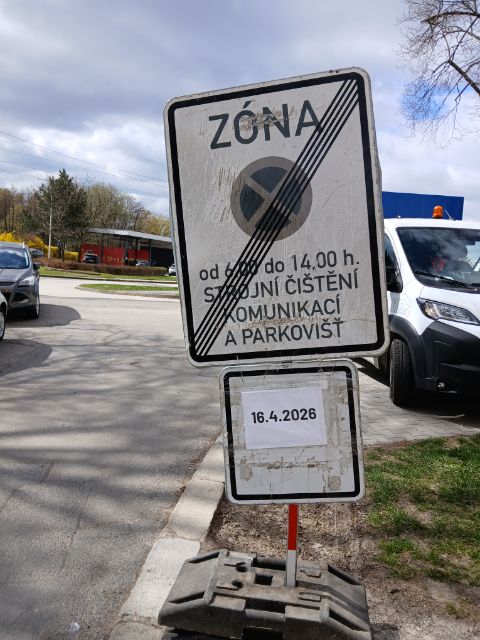 ZÓNA
od 6,00 do 14,00 h.
STROJNÍ ČIŠTĚNÍ
KOMUNIKACÍ
A PARKOVIŠŤ
16.4.2026